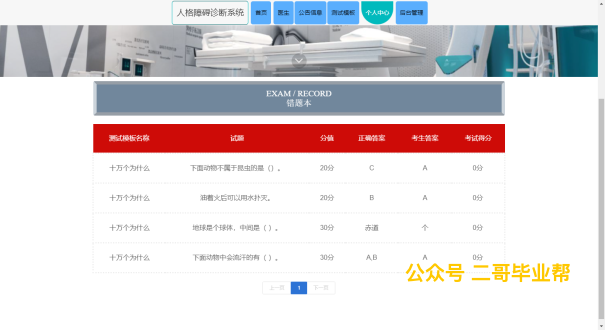 人格障碍诊断系统 首页 医生 公告信息 测试模板 个人中心 后台管理
EXAM / RECORD
错题本
测试模板名称 试题 分值 正确答案 考生答案 考试得分
十万个为什么 下面动物不属于昆虫的是（）。 20分 C A 0分
十万个为什么 油着火后可以用水扑灭。 20分 B A 0分
十万个为什么 地球是个球体，中间是（ ）。 30分 赤道 个 0分
十万个为什么 下面动物中会流汗的有（ ）。 30分 A,B A 0分
公众号 二哥毕业帮
上一页 1 下一页